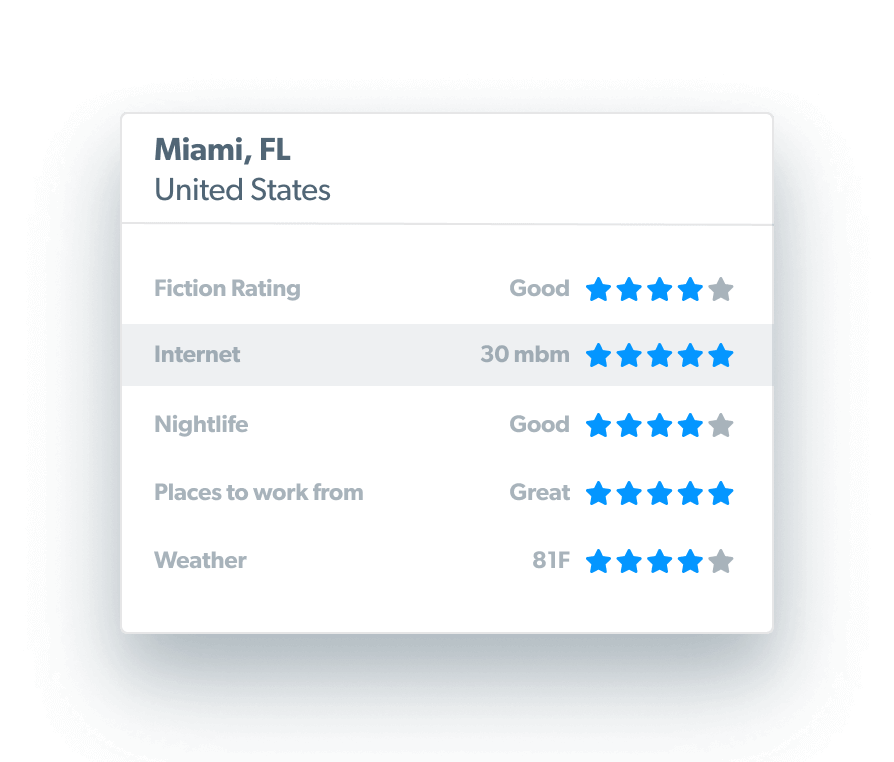 Miami, FL
United States
Fiction Rating Good
Internet 30 mbm
Nightlife Good
Places to work from Great
Weather 81F